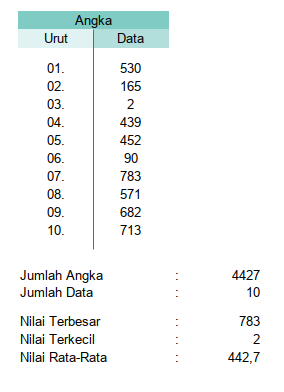 Angka
Urut Data
01. 530
02. 165
03. 2
04. 439
05. 452
06. 90
07. 783
08. 571
09. 682
10. 713
Jumlah Angka : 4427
Jumlah Data : 10
Nilai Terbesar : 783
Nilai Terkecil : 2
Nilai Rata-Rata : 442,7